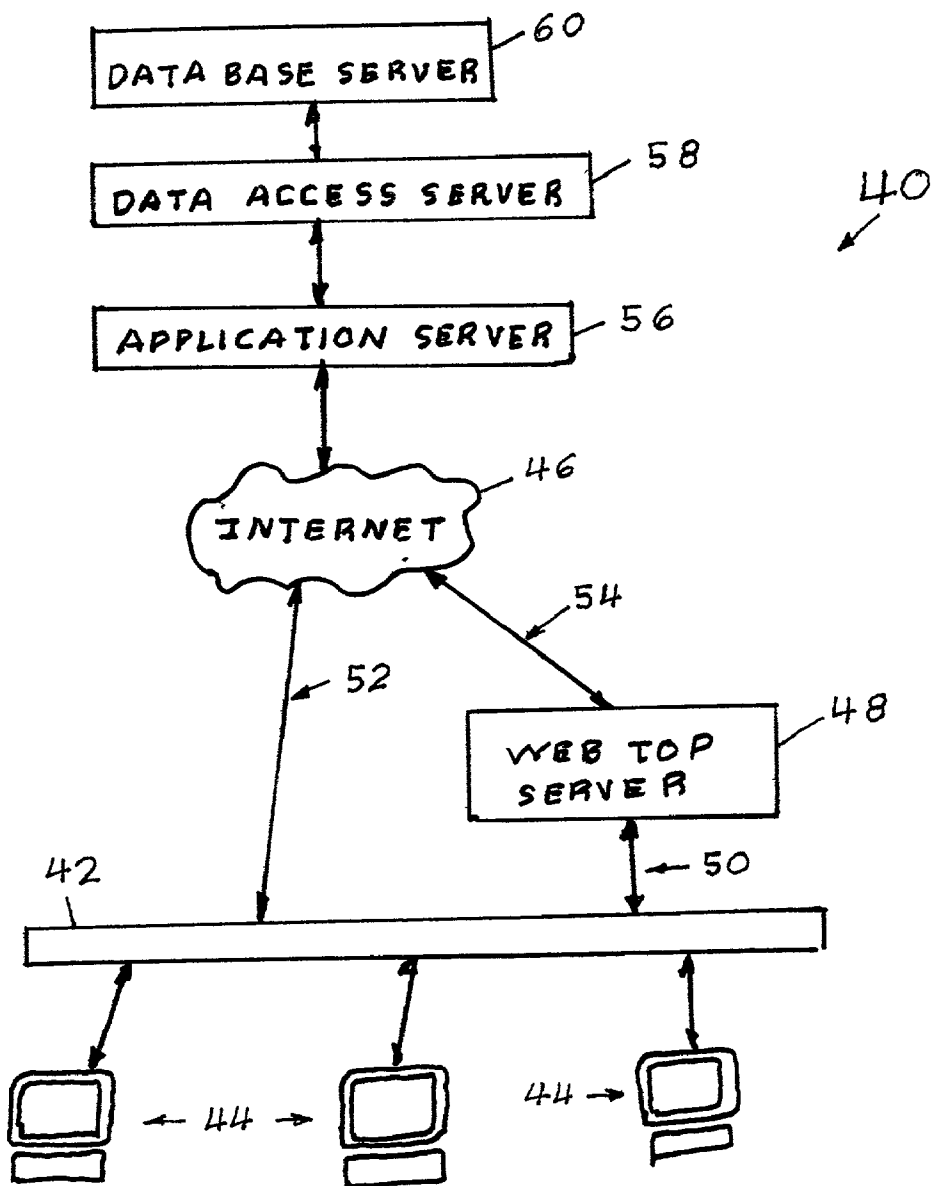 60
DATA BASE SERVER
58
DATA ACCESS SERVER
40
56
APPLICATION SERVER
46
INTERNET
54
52
48
WEB TOP
SERVER
50
42
44
44